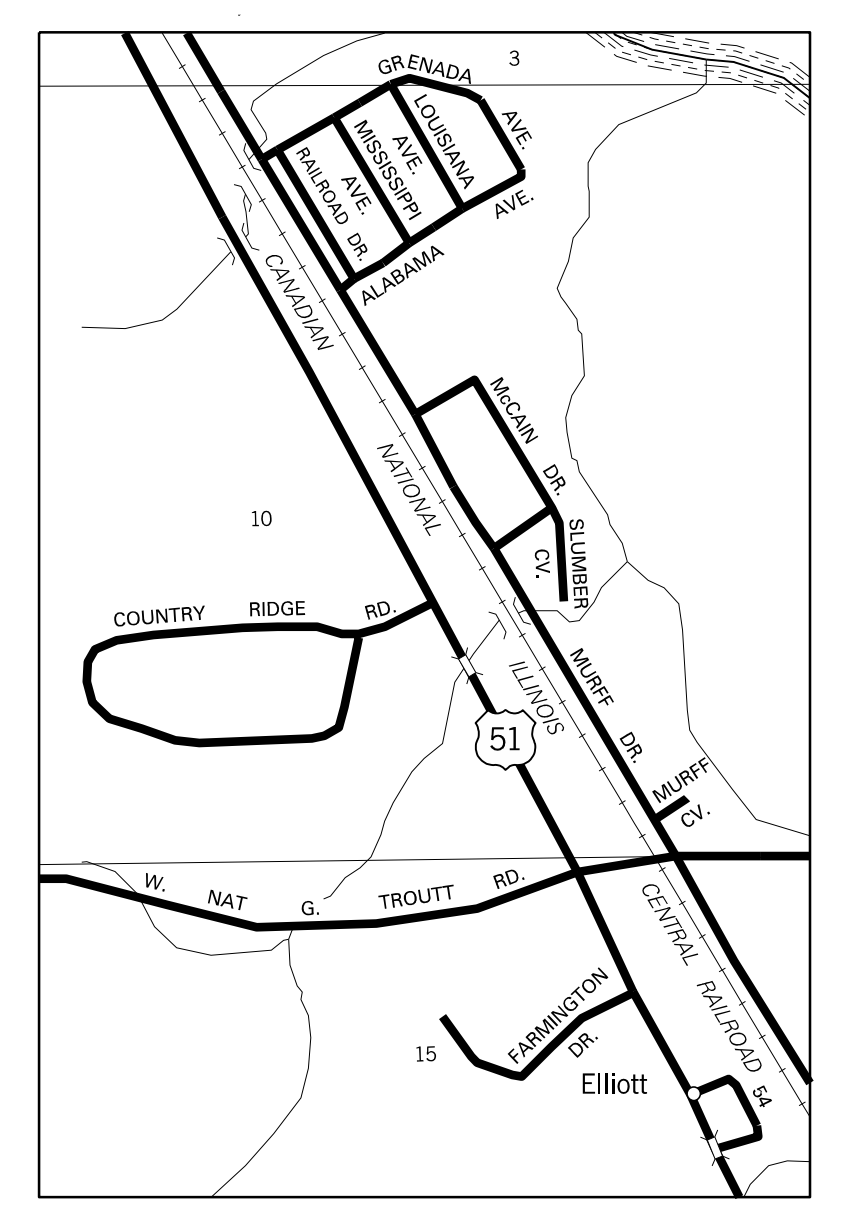 3
GRENADA
AVE.
LOUISIANA
AVE.
MISSISSIPPI
AVE.
RAILROAD DR.
AVE.
ALABAMA
CANADIAN
McCAIN
DR.
NATIONAL
10
SLUMBER
CV.
COUNTRY RIDGE RD.
MURFF
DR.
ILLINOIS
51
MURFF
CV.
W. NAT G. TROUTT RD.
CENTRAL
RAILROAD
FARMINGTON
DR.
15
Elliott
54